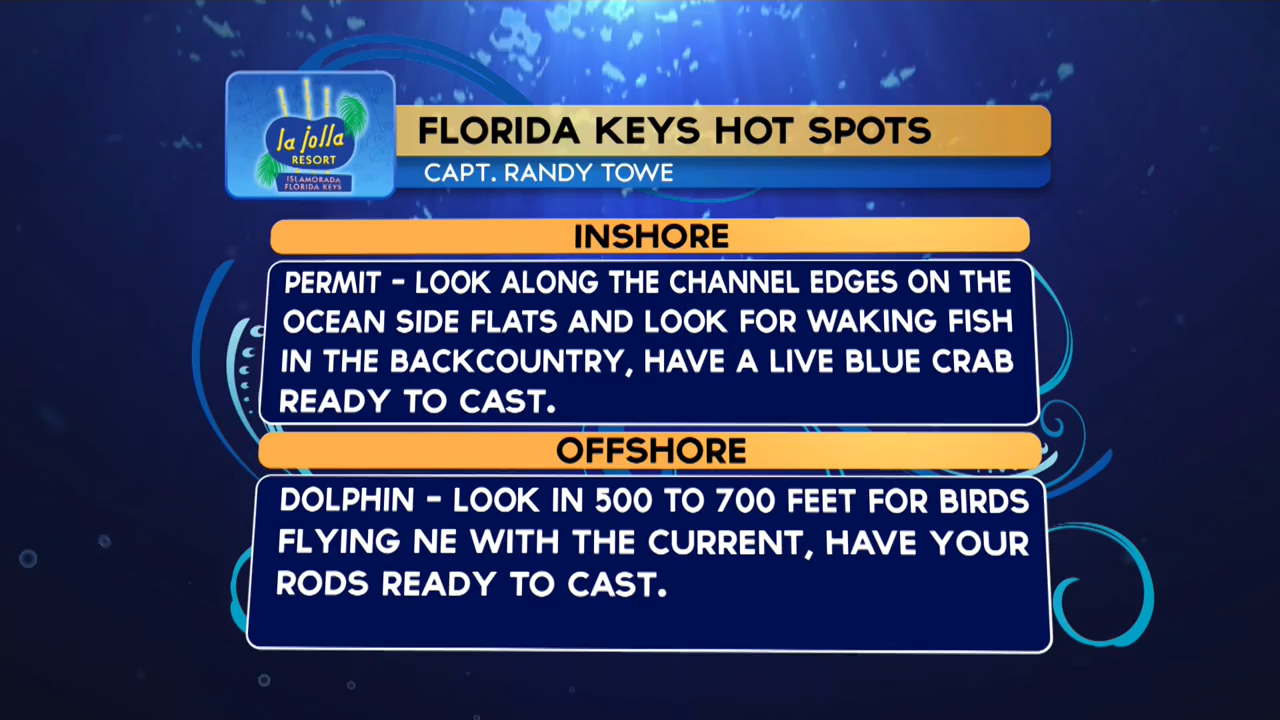 la jolla
RESORT
ISLAMORADA
FLORIDA KEYS
FLORIDA KEYS HOT SPOTS
CAPT. RANDY TOWE
INSHORE
PERMIT - LOOK ALONG THE CHANNEL EDGES ON THE
OCEAN SIDE FLATS AND LOOK FOR WAKING FISH
IN THE BACKCOUNTRY, HAVE A LIVE BLUE CRAB
READY TO CAST.
OFFSHORE
DOLPHIN - LOOK IN 500 TO 700 FEET FOR BIRDS
FLYING NE WITH THE CURRENT, HAVE YOUR
RODS READY TO CAST.